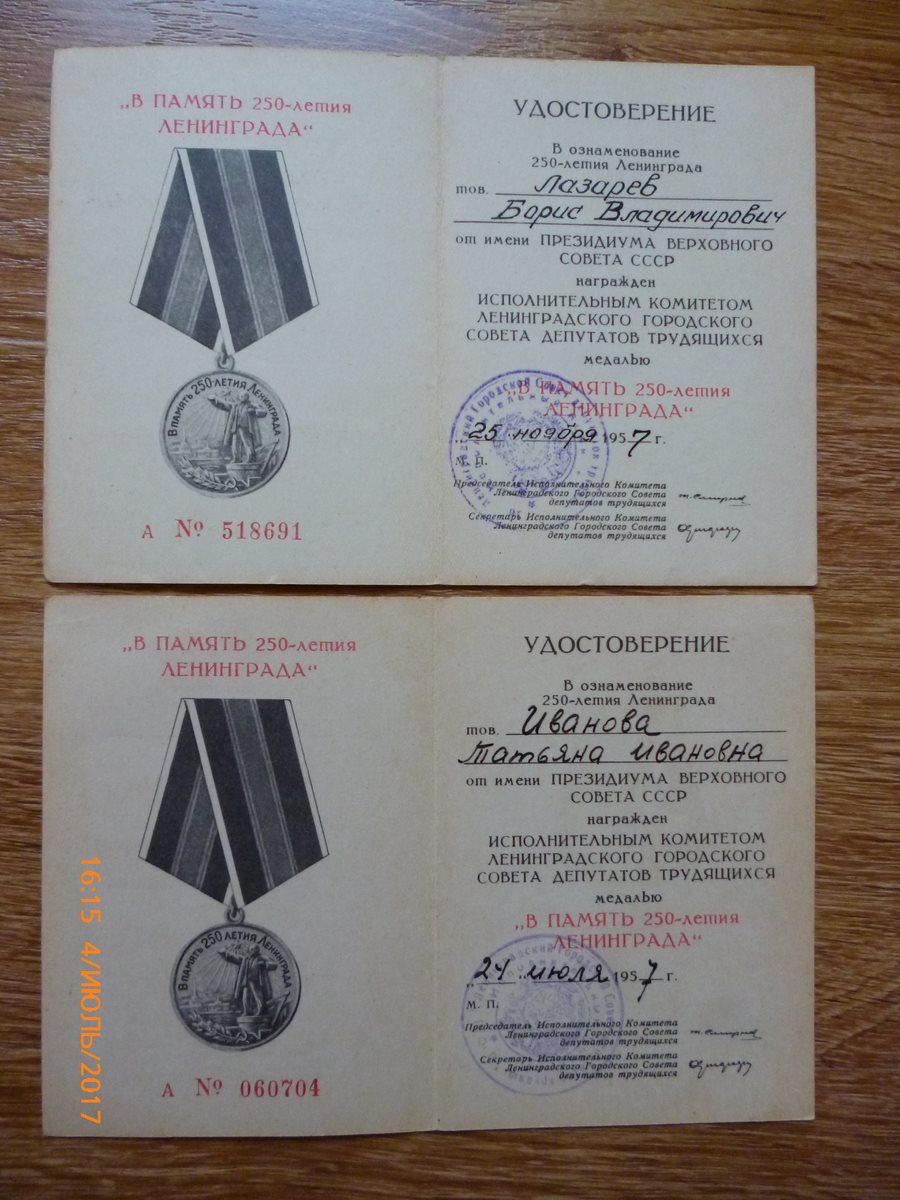 „В ПАМЯТЬ 250-летия
ЛЕНИНГРАДА“
В ПАМЯТЬ 250-ЛЕТИЯ ЛЕНИНГРАДА
А № 518691
УДОСТОВЕРЕНИЕ
В ознаменование
250-летия Ленинграда
тов. Лазарев
Борис Владимирович
от имени ПРЕЗИДИУМА ВЕРХОВНОГО
СОВЕТА СССР
награжден
ИСПОЛНИТЕЛЬНЫМ КОМИТЕТОМ
ЛЕНИНГРАДСКОГО ГОРОДСКОГО
СОВЕТА ДЕПУТАТОВ ТРУДЯЩИХСЯ
медалью
„В ПАМЯТЬ 250-летия
ЛЕНИНГРАДА“
„25“ ноября 1957 г.
М. П.
Председатель Исполнительного Комитета
Ленинградского Городского Совета
депутатов трудящихся
Секретарь Исполнительного Комитета
Ленинградского Городского Совета
депутатов трудящихся
„В ПАМЯТЬ 250-летия
ЛЕНИНГРАДА“
В ПАМЯТЬ 250 ЛЕТИЯ ЛЕНИНГРАДА
А № 060704
УДОСТОВЕРЕНИЕ
В ознаменование
250-летия Ленинграда
тов. Иванова
Татьяна Ивановна
от имени ПРЕЗИДИУМА ВЕРХОВНОГО
СОВЕТА СССР
награжден
ИСПОЛНИТЕЛЬНЫМ КОМИТЕТОМ
ЛЕНИНГРАДСКОГО ГОРОДСКОГО
СОВЕТА ДЕПУТАТОВ ТРУДЯЩИХСЯ
медалью
„В ПАМЯТЬ 250-летия
ЛЕНИНГРАДА“
„24“ июля 1957 г.
М. П.
Председатель Исполнительного Комитета
Ленинградского Городского Совета
депутатов трудящихся
Секретарь Исполнительного Комитета
Ленинградского Городского Совета
депутатов трудящихся
16:15 4/ИЮЛЬ/2017